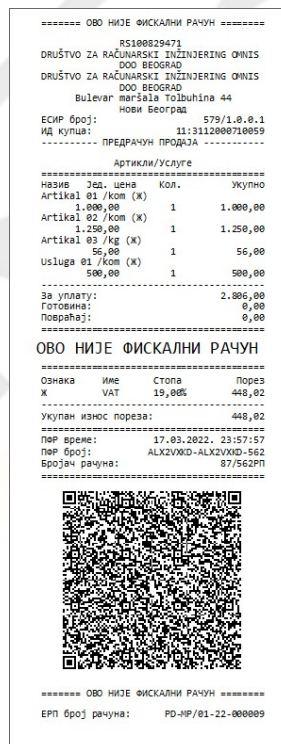 ======= ОВО НИЈЕ ФИСКАЛНИ РАЧУН =======
RS100829471
DRUŠTVO ZA RAČUNARSKI INŽINJERING OMNIS
DOO BEOGRAD
DRUŠTVO ZA RAČUNARSKI INŽINJERING OMNIS
DOO BEOGRAD
Bulevar maršala Tolbuhina 44
Нови Београд
ЕСИР број: 579/1.0.0.1
ИД купца: 11:3112000710059
---------- ПРЕДРАЧУН ПРОДАЈА -----------
Артикли/Услуге
========================================
Назив Јед. цена Кол. Укупно
Artikal 01 /kom (Ж)
1.000,00 1 1.000,00
Artikal 02 /kom (Ж)
1.250,00 1 1.250,00
Artikal 03 /kg (Ж)
56,00 1 56,00
Usluga 01 /kom (Ж)
500,00 1 500,00
----------------------------------------
За уплату: 2.806,00
Готовина: 0,00
Повраћај: 0,00
========================================
ОВО НИЈЕ ФИСКАЛНИ РАЧУН
========================================
Ознака Име Стопа Порез
Ж VAT 19,00% 448,02
----------------------------------------
Укупан износ пореза: 448,02
========================================
ПФР време: 17.03.2022. 23:57:57
ПФР број: ALX2VXKD-ALX2VXKD-562
Бројач рачуна: 87/562РП
========================================
======= ОВО НИЈЕ ФИСКАЛНИ РАЧУН =======
ЕРП број рачуна: PD-MP/01-22-000009